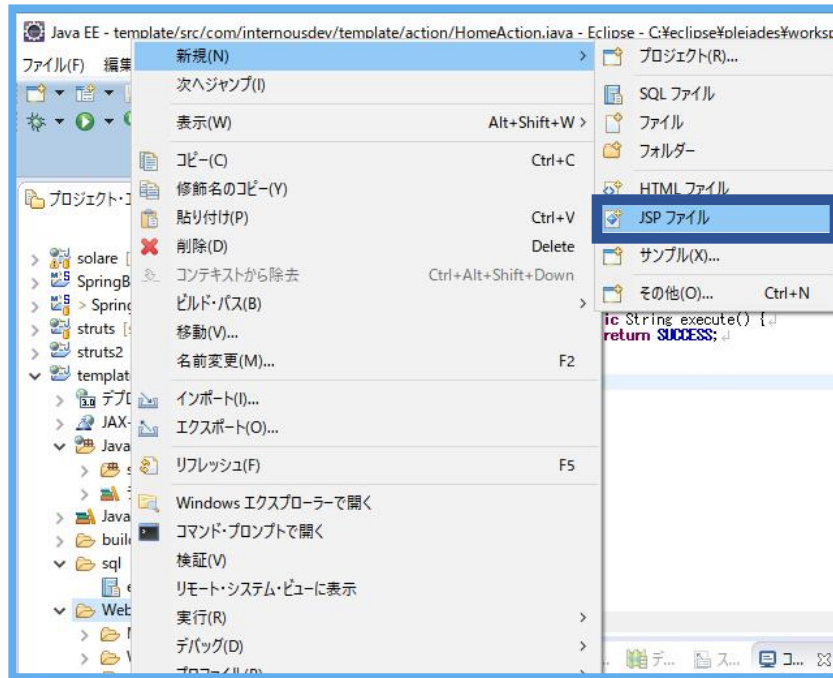 Java EE - template/src/com/internousdev/template/action/HomeAction.java - Eclipse - C:¥eclipse¥pleiades¥worksp
ファイル(F) 編集
新規(N) >
次へジャンプ(I)
表示(W) Alt+Shift+W >
コピー(C) Ctrl+C
修飾名のコピー(Y)
貼り付け(P) Ctrl+V
削除(D) Delete
コンテキストから除去 Ctrl+Alt+Shift+Down
ビルド・パス(B) >
移動(V)...
名前変更(M)... F2
インポート(I)...
エクスポート(O)...
リフレッシュ(F) F5
Windows エクスプローラーで開く
コマンド・プロンプトで開く
検証(V)
リモート・システム・ビューに表示
実行(R) >
デバッグ(D) >
プロファイル(P)
プロジェクト(R)...
SQL ファイル
ファイル
フォルダー
HTML ファイル
JSP ファイル
サンプル(X)...
その他(O)... Ctrl+N
ic String execute() {
return SUCCESS;
プロジェクト・
solare [
SpringB
> Spring
struts [
struts2
templat
デプロ
JAX-
Java
Java
build
sql
Web
デ... ス... コ...